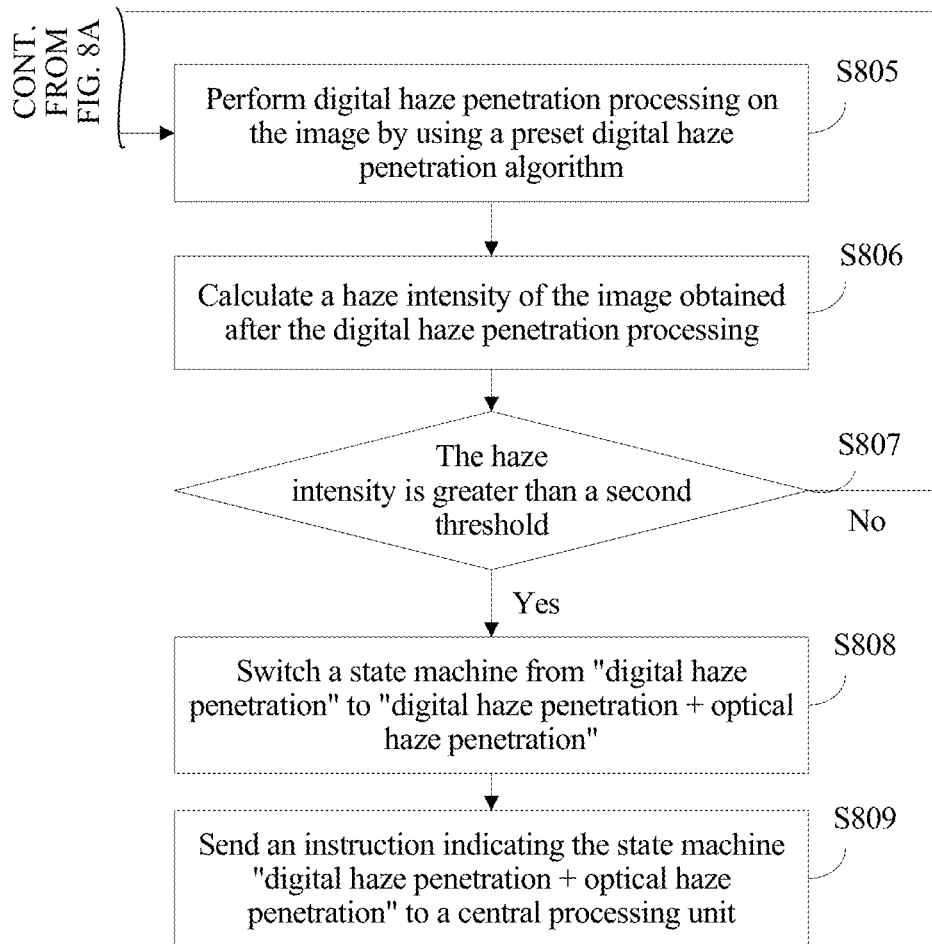 CONT.
FROM
FIG. 8A
S805
Perform digital haze penetration processing on
the image by using a preset digital haze
penetration algorithm
S806
Calculate a haze intensity of the image obtained
after the digital haze penetration processing
S807
The haze
intensity is greater than a second
threshold
No
Yes
S808
Switch a state machine from "digital haze
penetration" to "digital haze penetration + optical
haze penetration"
S809
Send an instruction indicating the state machine
"digital haze penetration + optical haze
penetration" to a central processing unit